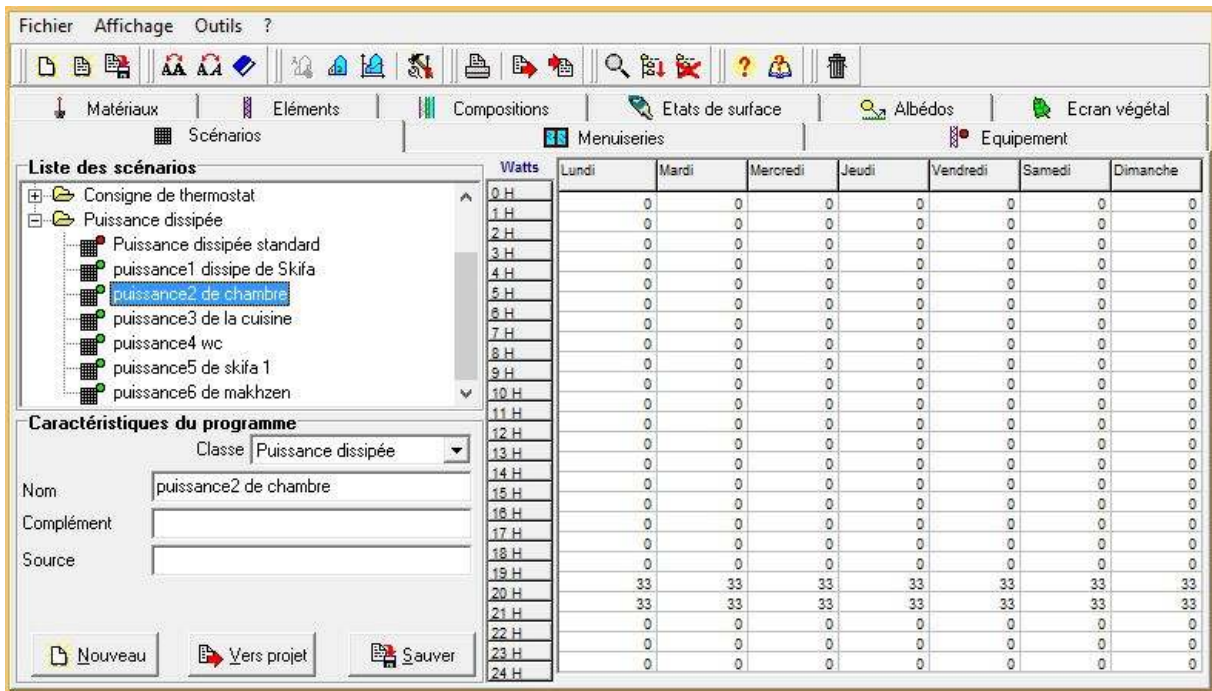 Fichier Affichage Outils ?
Matériaux Eléments Compositions Etats de surface Albédos Ecran végétal
Scénarios Menuiseries Equipement
Liste des scénarios
Consigne de thermostat
Puissance dissipée
Puissance dissipée standard
puissance1 dissipe de Skifa
puissance2 de chambre
puissance3 de la cuisine
puissance4 wc
puissance5 de skifa 1
puissance6 de makhzen
Caractéristiques du programme
Classe Puissance dissipée
Nom puissance2 de chambre
Complément
Source
Nouveau Vers projet Sauver
Watts Lundi Mardi Mercredi Jeudi Vendredi Samedi Dimanche
0 H
0 0 0 0 0 0 0
1 H
0 0 0 0 0 0 0
2 H
0 0 0 0 0 0 0
3 H
0 0 0 0 0 0 0
4 H
0 0 0 0 0 0 0
5 H
0 0 0 0 0 0 0
6 H
0 0 0 0 0 0 0
7 H
0 0 0 0 0 0 0
8 H
0 0 0 0 0 0 0
9 H
0 0 0 0 0 0 0
10 H
0 0 0 0 0 0 0
11 H
0 0 0 0 0 0 0
12 H
0 0 0 0 0 0 0
13 H
0 0 0 0 0 0 0
14 H
0 0 0 0 0 0 0
15 H
0 0 0 0 0 0 0
16 H
0 0 0 0 0 0 0
17 H
0 0 0 0 0 0 0
18 H
0 0 0 0 0 0 0
19 H
33 33 33 33 33 33 33
20 H
33 33 33 33 33 33 33
21 H
0 0 0 0 0 0 0
22 H
0 0 0 0 0 0 0
23 H
0 0 0 0 0 0 0
24 H